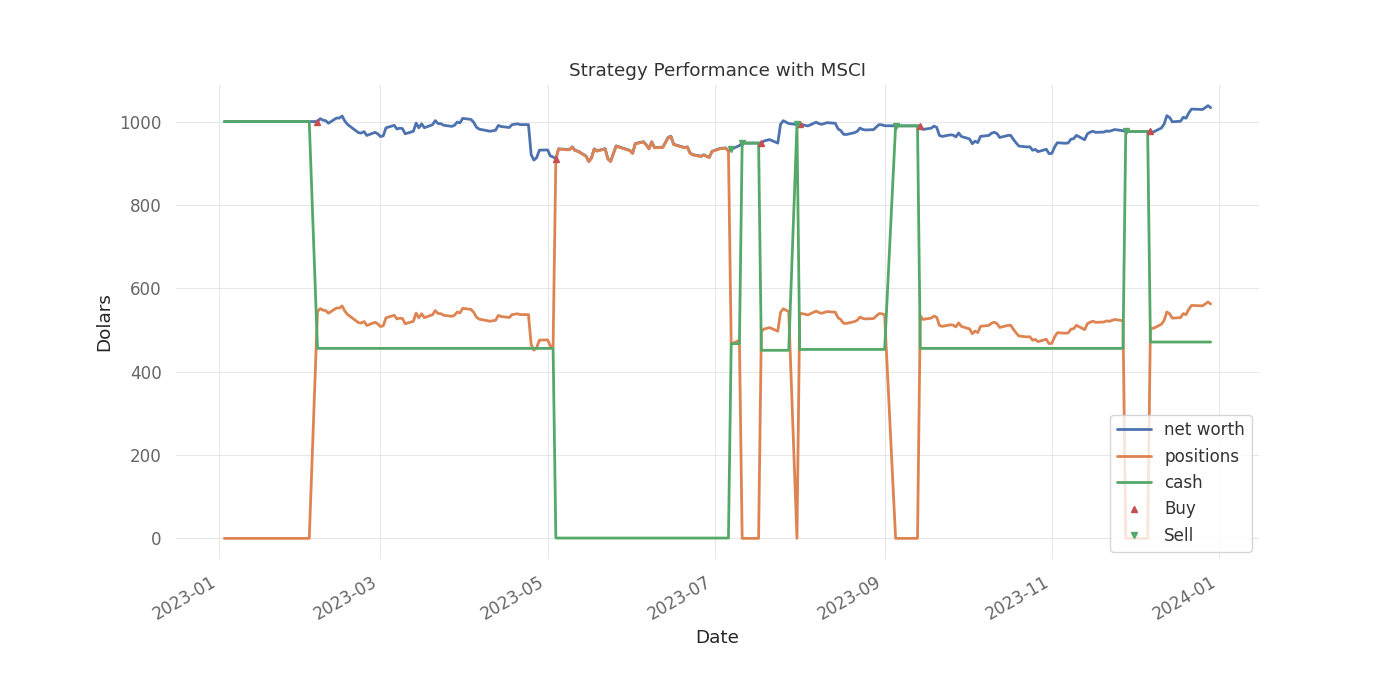 Strategy Performance with MSCI
1000
800
600
400
200
0
Dolars
2023-01
2023-03
2023-05
2023-07
2023-09
2023-11
2024-01
Date
net worth
positions
cash
Buy
Sell